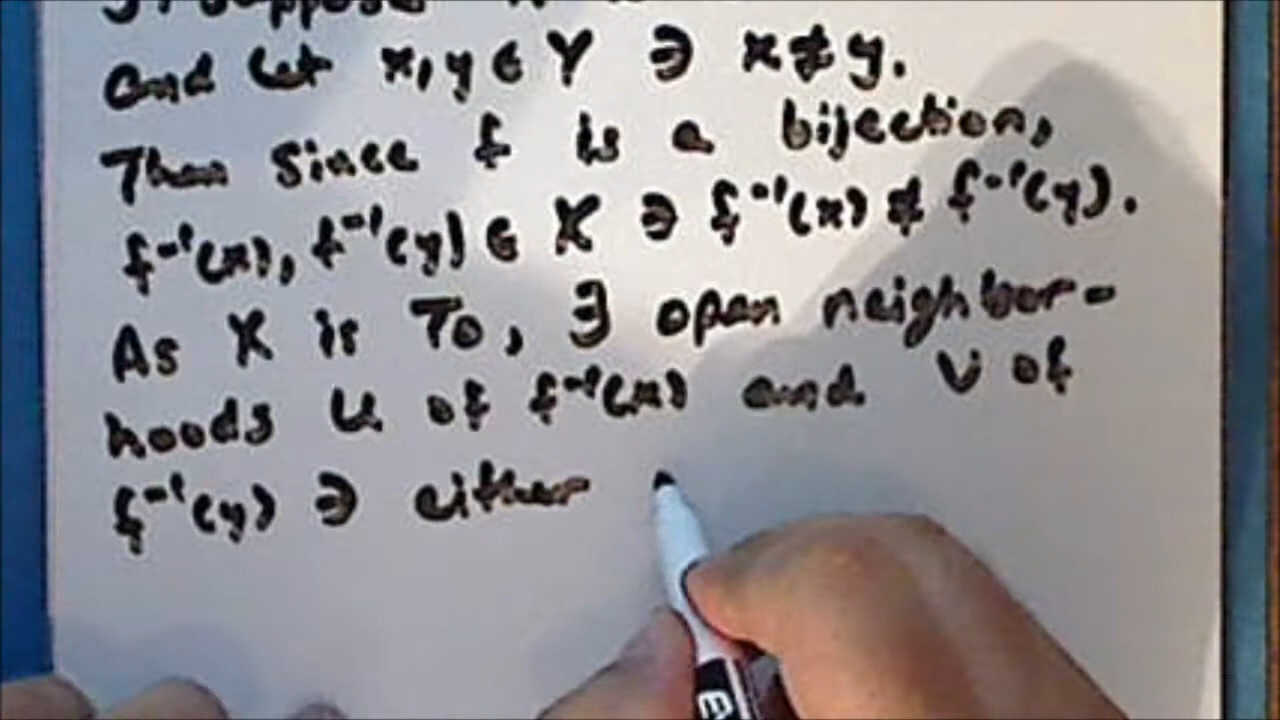 Suppose
and let x, y ∈ Y ∋ x ≠ y.
Then since f is a bijection,
f⁻¹(x), f⁻¹(y) ∈ X ∋ f⁻¹(x) ≠ f⁻¹(y).
As X is T₀, ∃ open neighbor-
hoods U of f⁻¹(x) and V of
f⁻¹(y) ∋ either